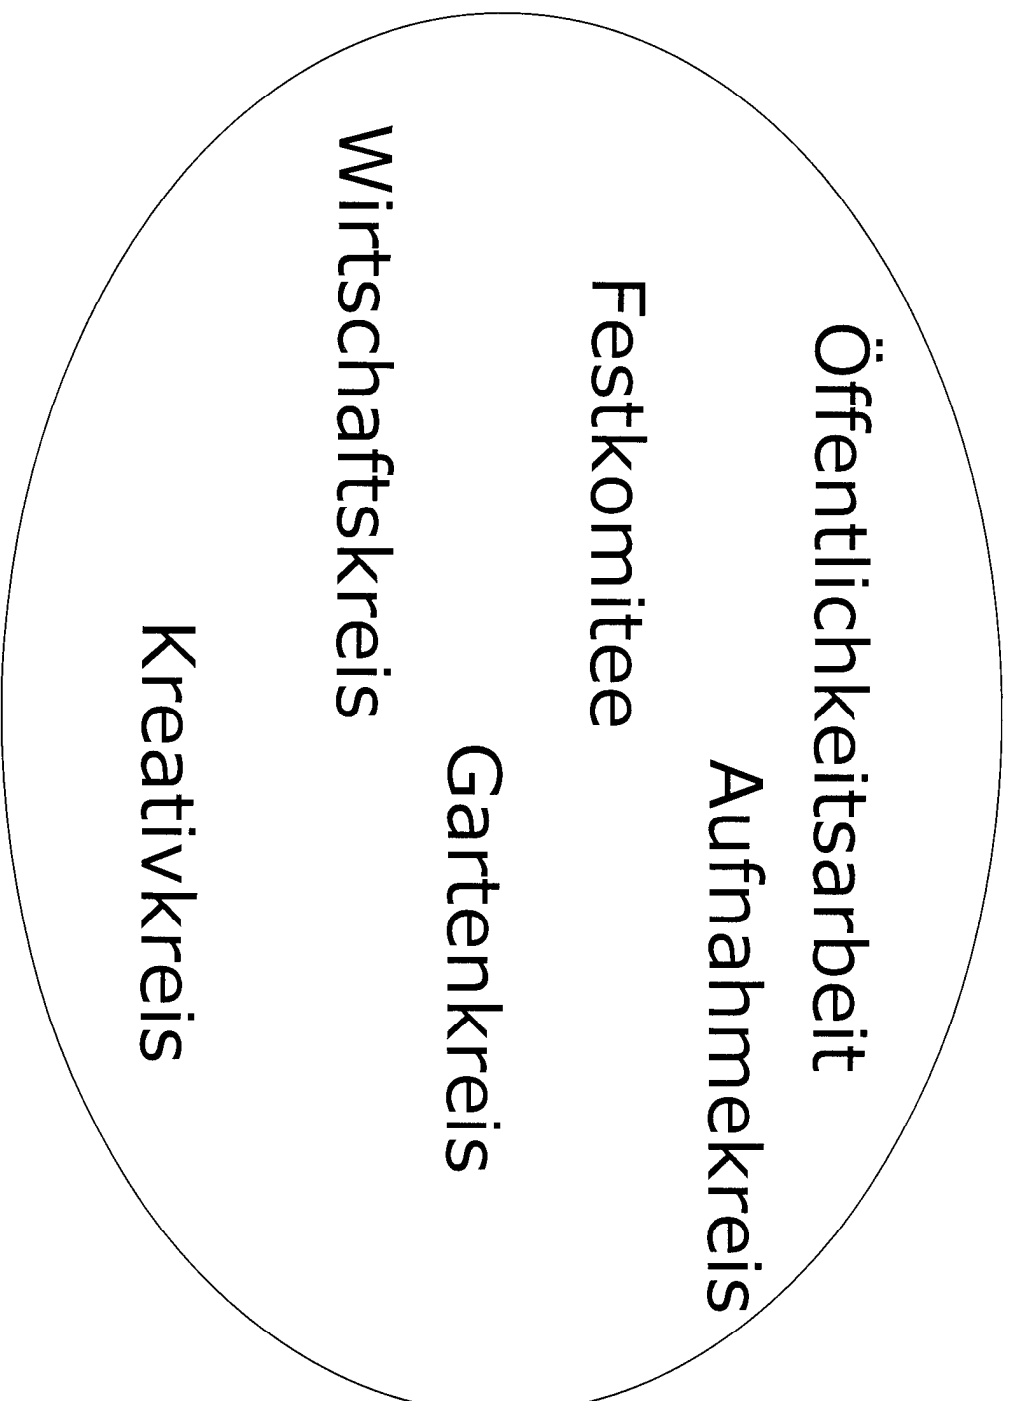 Öffentlichkeitsarbeit
Aufnahmekreis
Festkomitee
Gartenkreis
Wirtschaftskreis
Kreativkreis